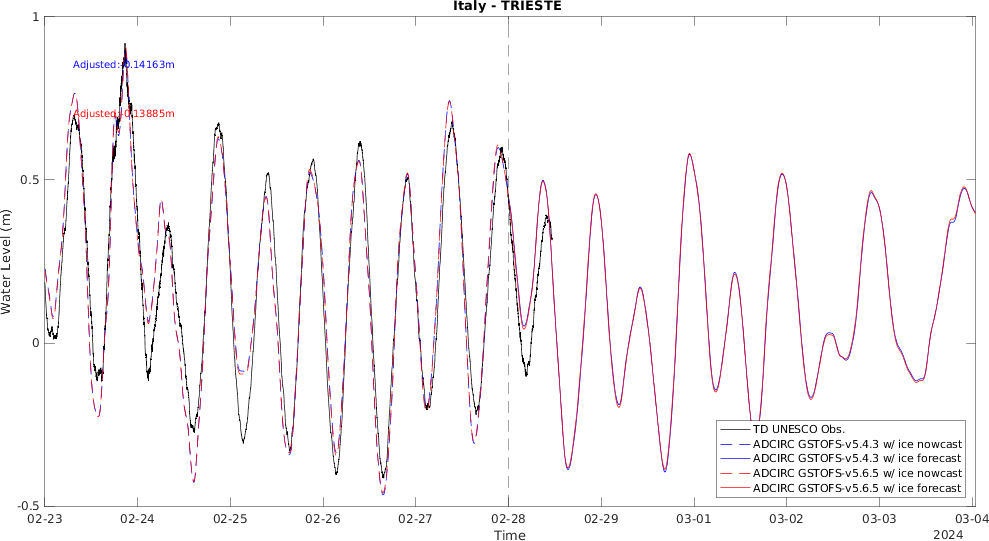 Italy - TRIESTE
Adjusted:-0.14163m
Adjusted:-0.13885m
Water Level (m)
1
0.5
0
-0.5
02-23 02-24 02-25 02-26 02-27 02-28 02-29 03-01 03-02 03-03 03-04
Time
2024
TD UNESCO Obs.
ADCIRC GSTOFS-v5.4.3 w/ ice nowcast
ADCIRC GSTOFS-v5.4.3 w/ ice forecast
ADCIRC GSTOFS-v5.6.5 w/ ice nowcast
ADCIRC GSTOFS-v5.6.5 w/ ice forecast